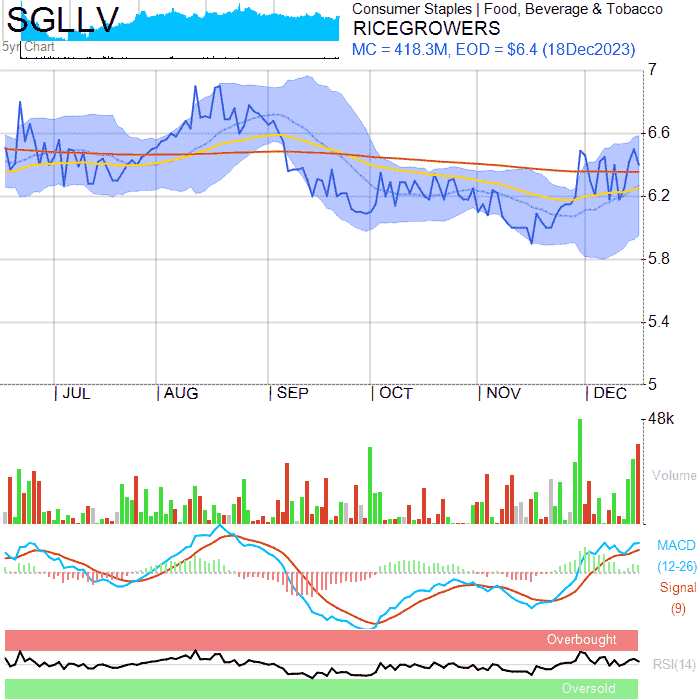 SGLLV
Consumer Staples | Food, Beverage & Tobacco
RICEGROWERS
MC = 418.3M, EOD = $6.4 (18Dec2023)
5yr Chart
7
6.6
6.2
5.8
5.4
5
JUL AUG SEP OCT NOV DEC
48k
Volume
MACD
(12-26)
Signal
(9)
Overbought
RSI(14)
Oversold